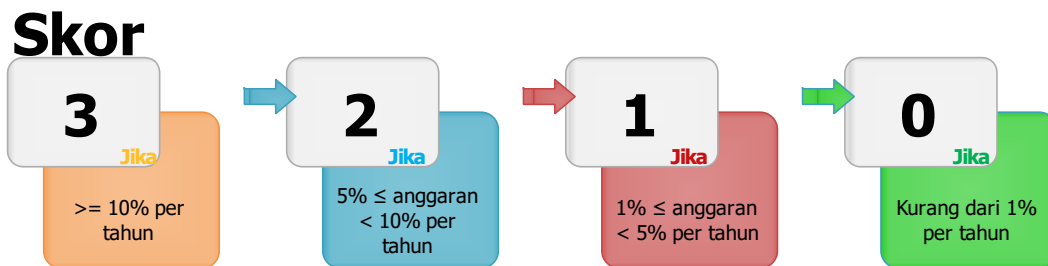 Skor
3
Jika
>= 10% per
tahun
2
Jika
5% ≤ anggaran
< 10% per
tahun
1
Jika
1% ≤ anggaran
< 5% per tahun
0
Jika
Kurang dari 1%
per tahun